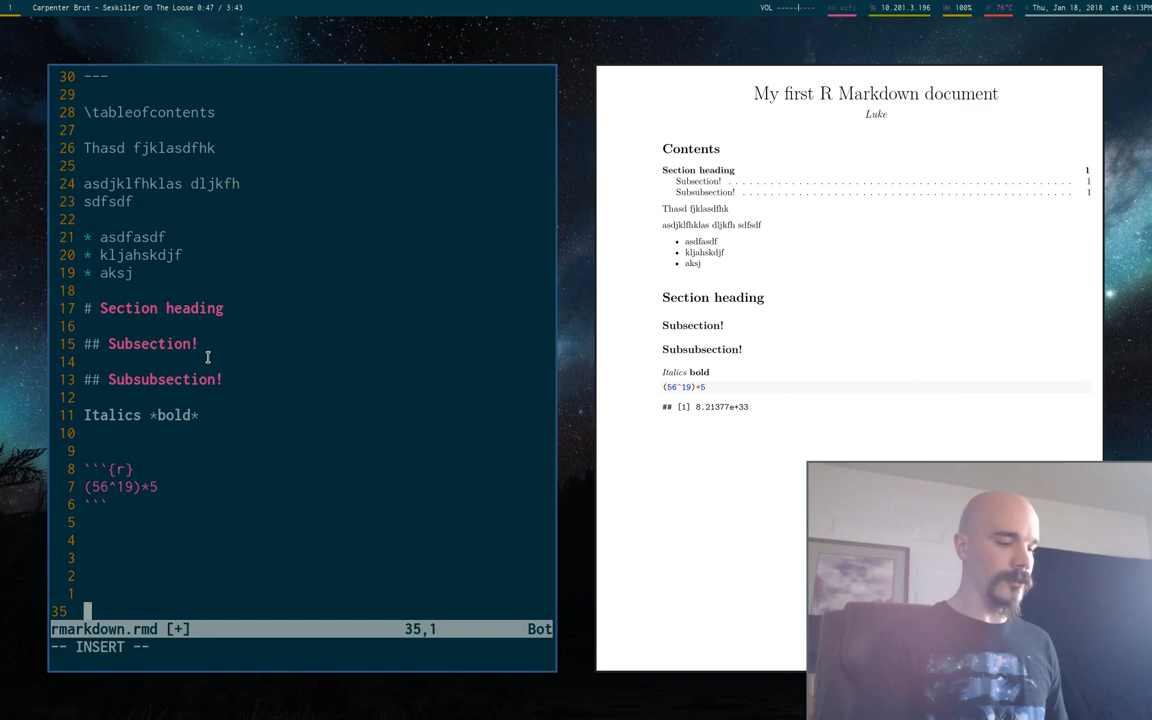 1 Carpenter Brut - Sexkiller On The Loose 0:47 / 3:43 VOL -----|---- no wifi 10.201.3.196 100% 76°C Thu, Jan 18, 2018 at 04:13PM
30 ---
29
28 \tableofcontents
27
26 Thasd fjklasdfhk
25
24 asdjklfhklas dljkfh
23 sdfsdf
22
21 * asdfasdf
20 * kljahskdjf
19 * aksj
18
17 # Section heading
16
15 ## Subsection!
14
13 ## Subsubsection!
12
11 Italics *bold*
10
9
8 ```{r}
7 (56^19)*5
6 ```
5
4
3
2
1
35
rmarkdown.rmd [+] 35,1 Bot
-- INSERT --
My first R Markdown document
Luke
Contents
Section heading 1
Subsection! . . . . . . . . . . . . . . . . . . . . . . . . . . . . . . . . . . . . . . . . 1
Subsubsection! . . . . . . . . . . . . . . . . . . . . . . . . . . . . . . . . . . . . . . 1
Thasd fjklasdfhk
asdjklfhklas dljkfh sdfsdf
• asdfasdf
• kljahskdjf
• aksj
Section heading
Subsection!
Subsubsection!
Italics bold
(56^19)*5
## [1] 8.21377e+33